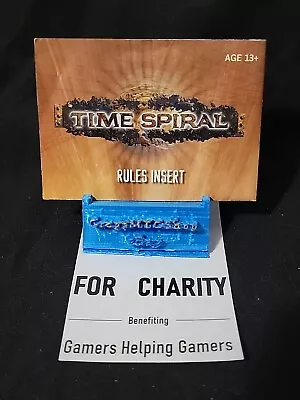 AGE 13+
TIME SPIRAL
RULES INSERT
FOR CHARITY
Benefiting
Gamers Helping Gamers